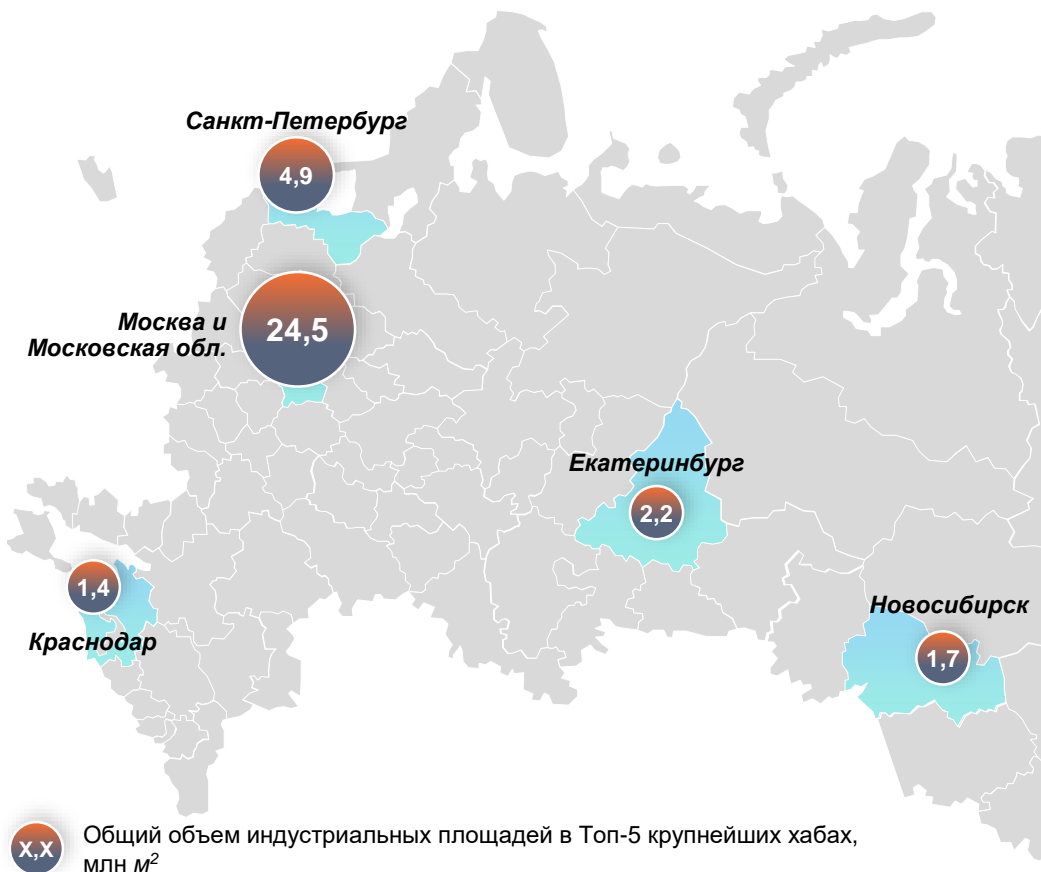 Санкт-Петербург
4,9
Москва и
Московская обл.
24,5
Екатеринбург
2,2
1,4
Краснодар
Новосибирск
1,7
X,X
Общий объем индустриальных площадей в Топ-5 крупнейших хабах,
млн м²